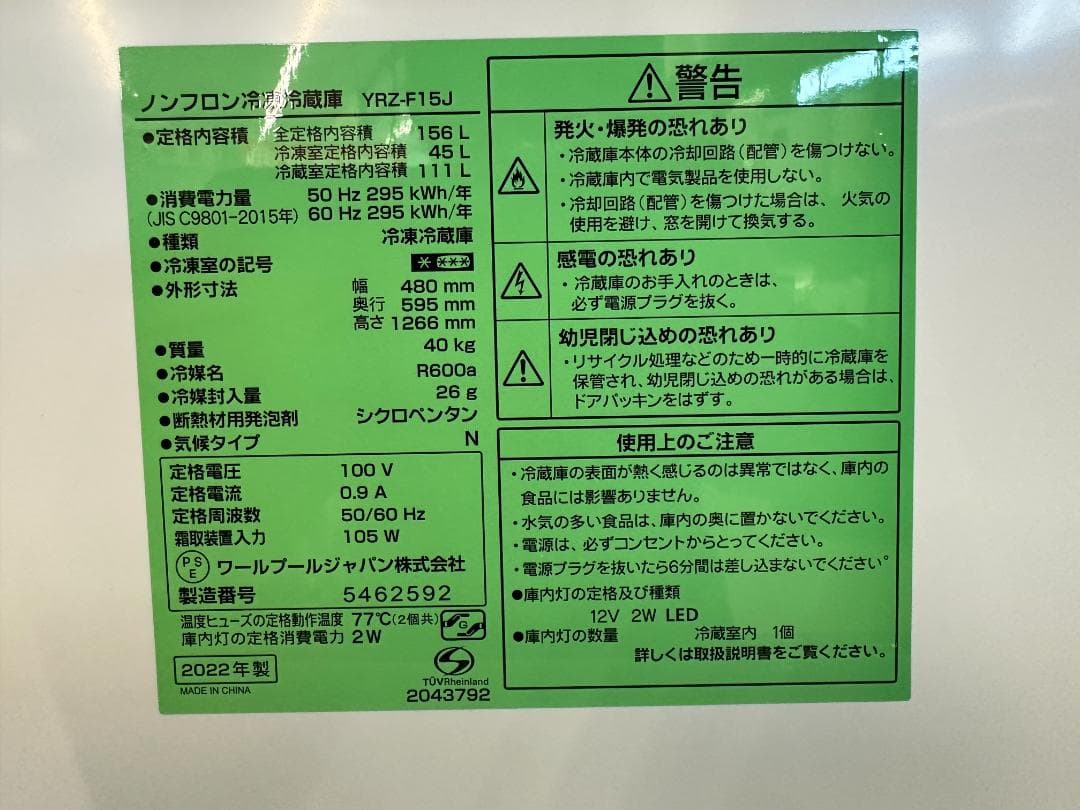 ノンフロン冷凍冷蔵庫 YRZ-F15J
●定格内容積 全定格内容積 156 L
冷凍室定格内容積 45 L
冷蔵室定格内容積 111 L
●消費電力量 50 Hz 295 kWh/年
(JIS C9801-2015年) 60 Hz 295 kWh/年
●種類 冷凍冷蔵庫
●冷凍室の記号
●外形寸法 幅 480 mm
奥行 595 mm
高さ 1266 mm
●質量 40 kg
●冷媒名 R600a
●冷媒封入量 26 g
●断熱材用発泡剤 シクロペンタン
●気候タイプ N
定格電圧 100 V
定格電流 0.9 A
定格周波数 50/60 Hz
霜取装置入力 105 W
PSE ワールプールジャパン株式会社
製造番号 5462592
温度ヒューズの定格動作温度 77℃(2個共)
庫内灯の定格消費電力 2W
G
2022年製
MADE IN CHINA
TÜVRheinland
2043792
警告
発火・爆発の恐れあり
・冷蔵庫本体の冷却回路(配管)を傷つけない。
・冷蔵庫内で電気製品を使用しない。
・冷却回路(配管)を傷つけた場合は、火気の
使用を避け、窓を開けて換気する。
感電の恐れあり
・冷蔵庫のお手入れのときは、
必ず電源プラグを抜く。
幼児閉じ込めの恐れあり
・リサイクル処理などのため一時的に冷蔵庫を
保管され、幼児閉じ込めの恐れがある場合は、
ドアパッキンをはずす。
使用上のご注意
・冷蔵庫の表面が熱く感じるのは異常ではなく、庫内の
食品には影響ありません。
・水気の多い食品は、庫内の奥に置かないでください。
・電源は、必ずコンセントからとってください。
・電源プラグを抜いたら6分間は差し込まないでください。
●庫内灯の定格及び種類
12V 2W LED
●庫内灯の数量 冷蔵室内 1個
詳しくは取扱説明書をご覧ください。